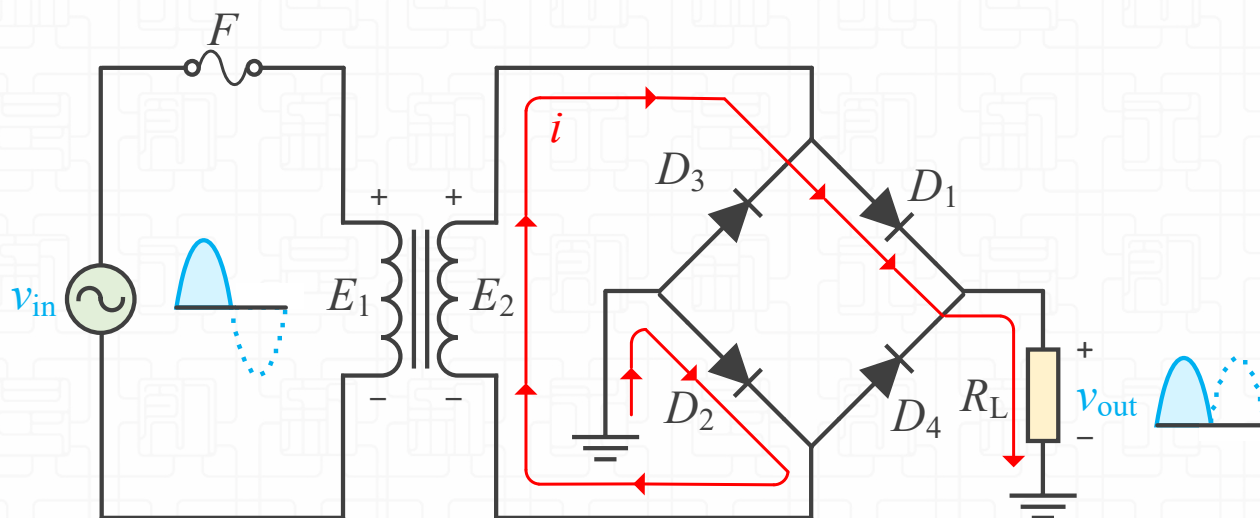 F
i
D3
D1
+
+
vin
E1
E2
+
RL
vout
−
−
D2
D4
−